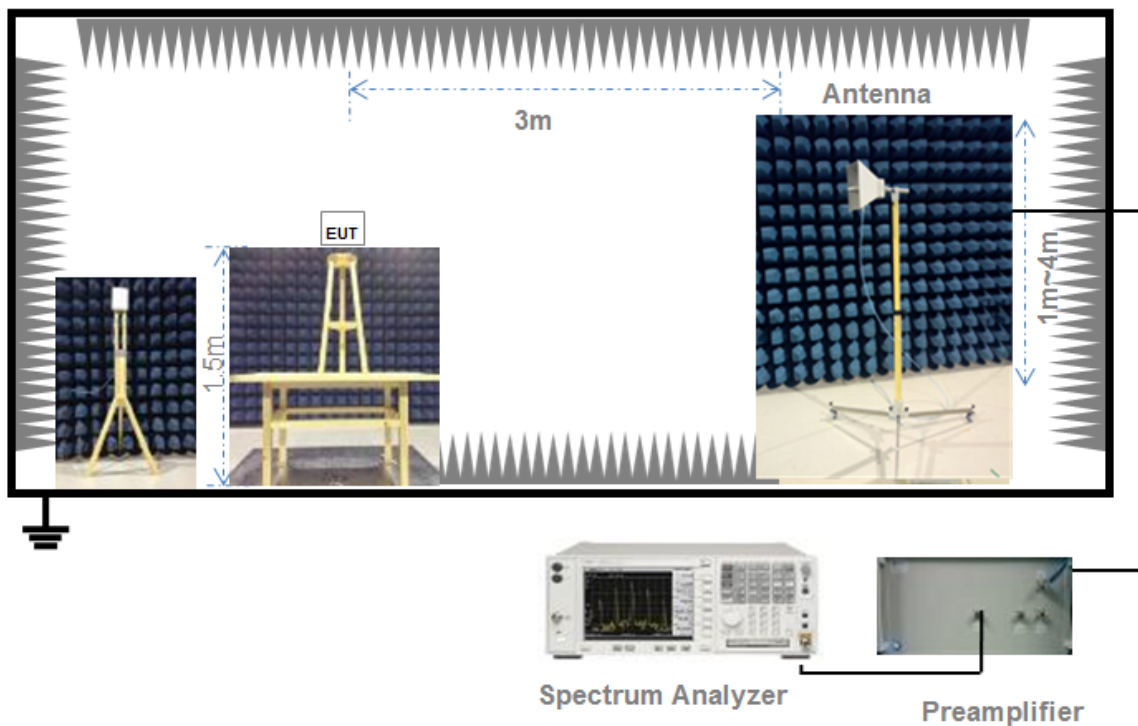 Antenna
3m
EUT
1.5m
1m~4m
Spectrum Analyzer
Preamplifier